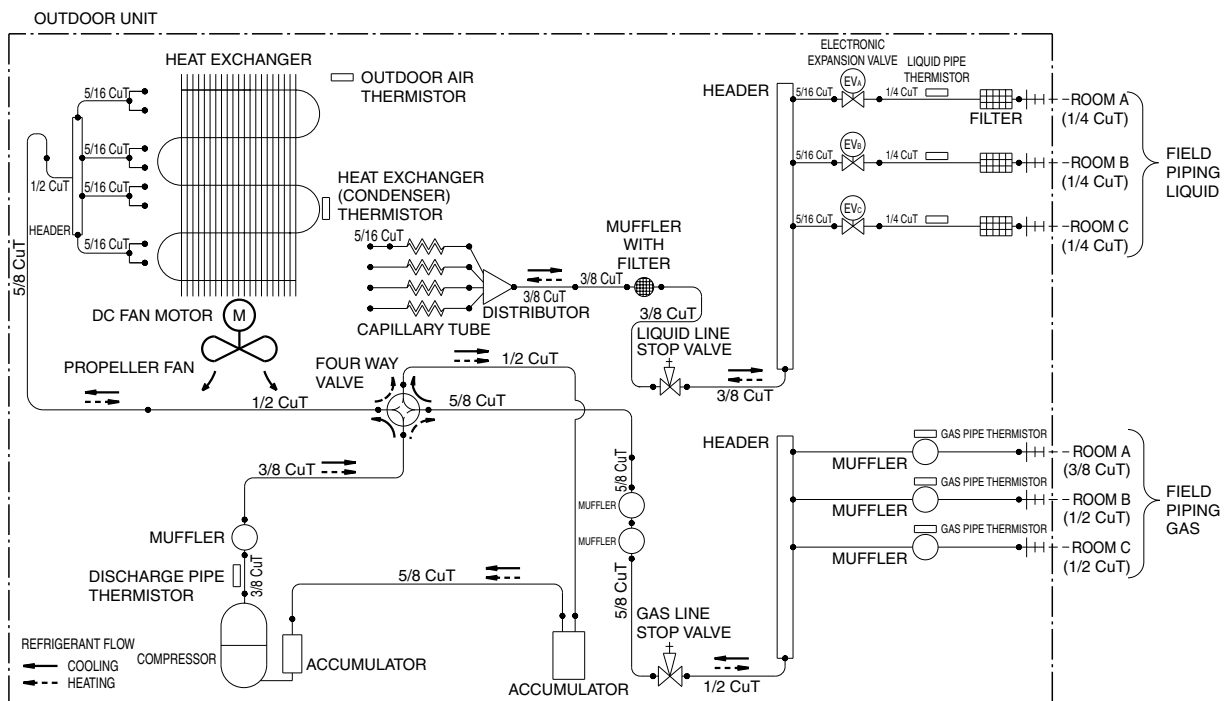 OUTDOOR UNIT
HEAT EXCHANGER
OUTDOOR AIR
THERMISTOR
5/16 CuT
5/16 CuT
5/16 CuT
5/16 CuT
1/2 CuT
HEADER
5/8 CuT
HEAT EXCHANGER
(CONDENSER)
THERMISTOR
5/16 CuT
CAPILLARY TUBE
DISTRIBUTOR
3/8 CuT
3/8 CuT
MUFFLER
WITH
FILTER
3/8 CuT
LIQUID LINE
STOP VALVE
3/8 CuT
HEADER
ELECTRONIC
EXPANSION VALVE
LIQUID PIPE
THERMISTOR
5/16 CuT
EVA
1/4 CuT
FILTER
ROOM A
(1/4 CuT)
5/16 CuT
EVB
1/4 CuT
ROOM B
(1/4 CuT)
5/16 CuT
EVC
1/4 CuT
ROOM C
(1/4 CuT)
FIELD
PIPING
LIQUID
DC FAN MOTOR
M
PROPELLER FAN
FOUR WAY
VALVE
1/2 CuT
1/2 CuT
5/8 CuT
3/8 CuT
MUFFLER
DISCHARGE PIPE
THERMISTOR
3/8 CuT
COMPRESSOR
ACCUMULATOR
5/8 CuT
ACCUMULATOR
5/8 CuT
MUFFLER
MUFFLER
5/8 CuT
GAS LINE
STOP VALVE
1/2 CuT
HEADER
GAS PIPE THERMISTOR
MUFFLER
ROOM A
(3/8 CuT)
GAS PIPE THERMISTOR
MUFFLER
ROOM B
(1/2 CuT)
GAS PIPE THERMISTOR
MUFFLER
ROOM C
(1/2 CuT)
FIELD
PIPING
GAS
REFRIGERANT FLOW
COOLING
HEATING